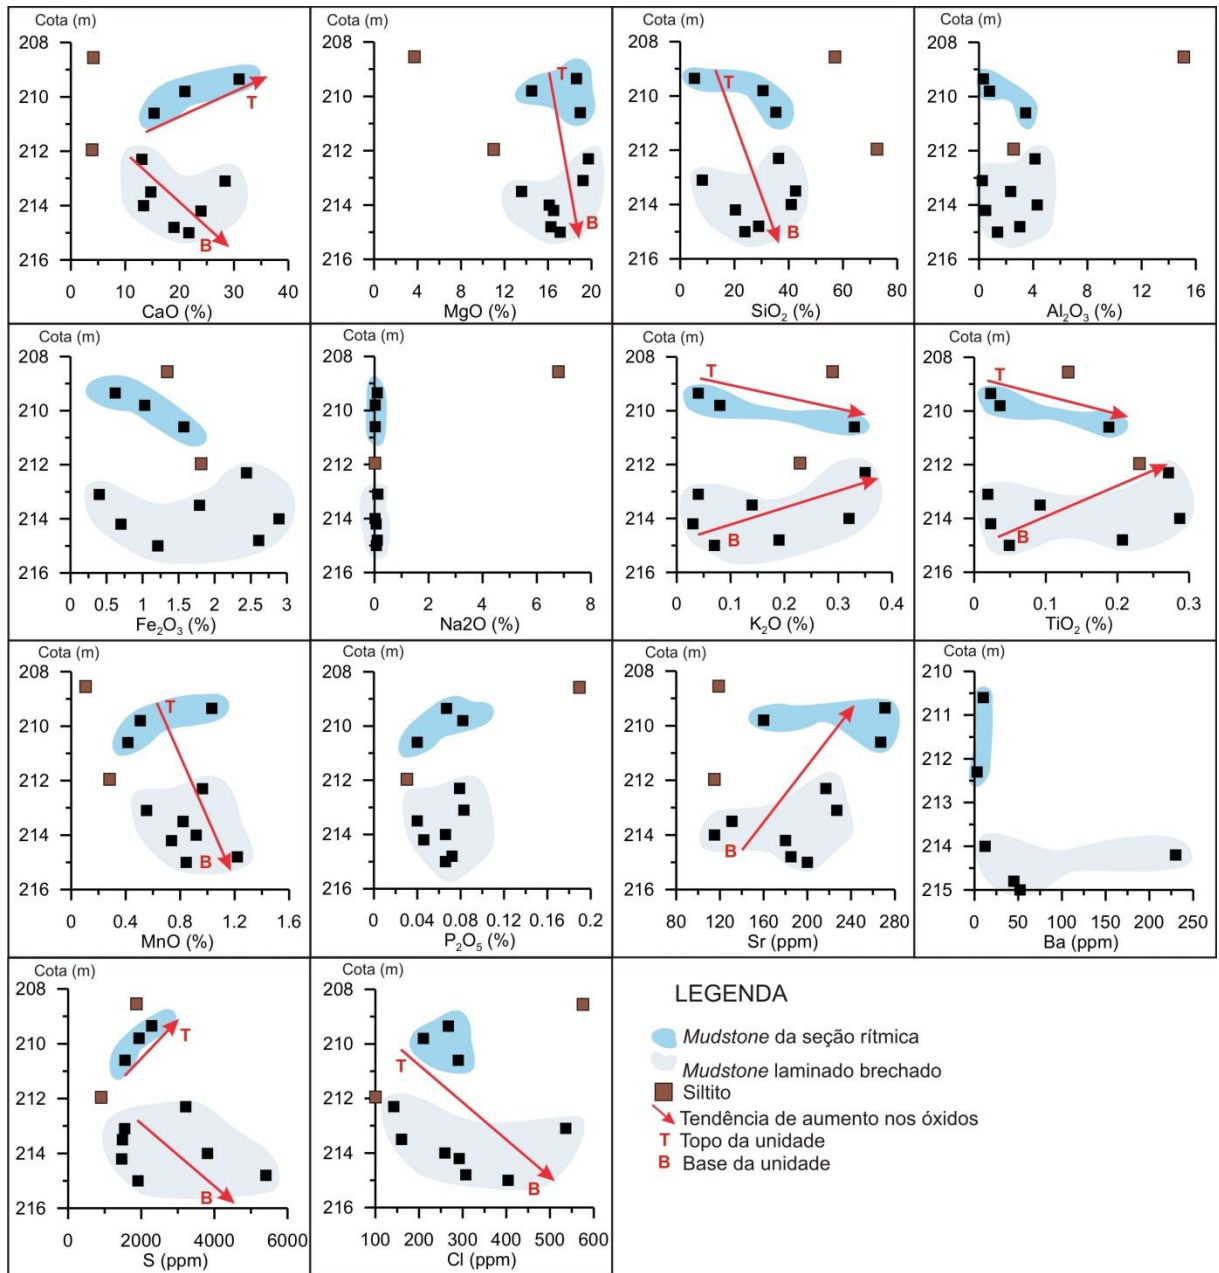 Cota (m)
208
210
212
214
216
T
B
0 10 20 30 40
CaO (%)
Cota (m)
208
210
212
214
216
T
B
0 4 8 12 16 20
MgO (%)
Cota (m)
208
210
212
214
216
T
B
0 20 40 60 80
SiO₂ (%)
Cota (m)
208
210
212
214
216
0 4 8 12 16
Al₂O₃ (%)
Cota (m)
208
210
212
214
216
0 0.5 1 1.5 2 2.5 3
Fe₂O₃ (%)
Cota (m)
208
210
212
214
216
0 2 4 6 8
Na2O (%)
Cota (m)
208
210
212
214
216
T
B
0 0.1 0.2 0.3 0.4
K₂O (%)
Cota (m)
208
210
212
214
216
T
B
0 0.1 0.2 0.3
TiO₂ (%)
Cota (m)
208
210
212
214
216
T
B
0 0.4 0.8 1.2 1.6
MnO (%)
Cota (m)
208
210
212
214
216
0 0.04 0.08 0.12 0.16 0.2
P₂O₅ (%)
Cota (m)
208
210
212
214
216
B
80 120 160 200 240 280
Sr (ppm)
Cota (m)
210
211
212
213
214
215
0 50 100 150 200 250
Ba (ppm)
Cota (m)
208
210
212
214
216
T
B
0 2000 4000 6000
S (ppm)
Cota (m)
208
210
212
214
216
T
B
100 200 300 400 500 600
Cl (ppm)
LEGENDA
Mudstone da seção rítmica
Mudstone laminado brechado
Siltito
Tendência de aumento nos óxidos
T Topo da unidade
B Base da unidade